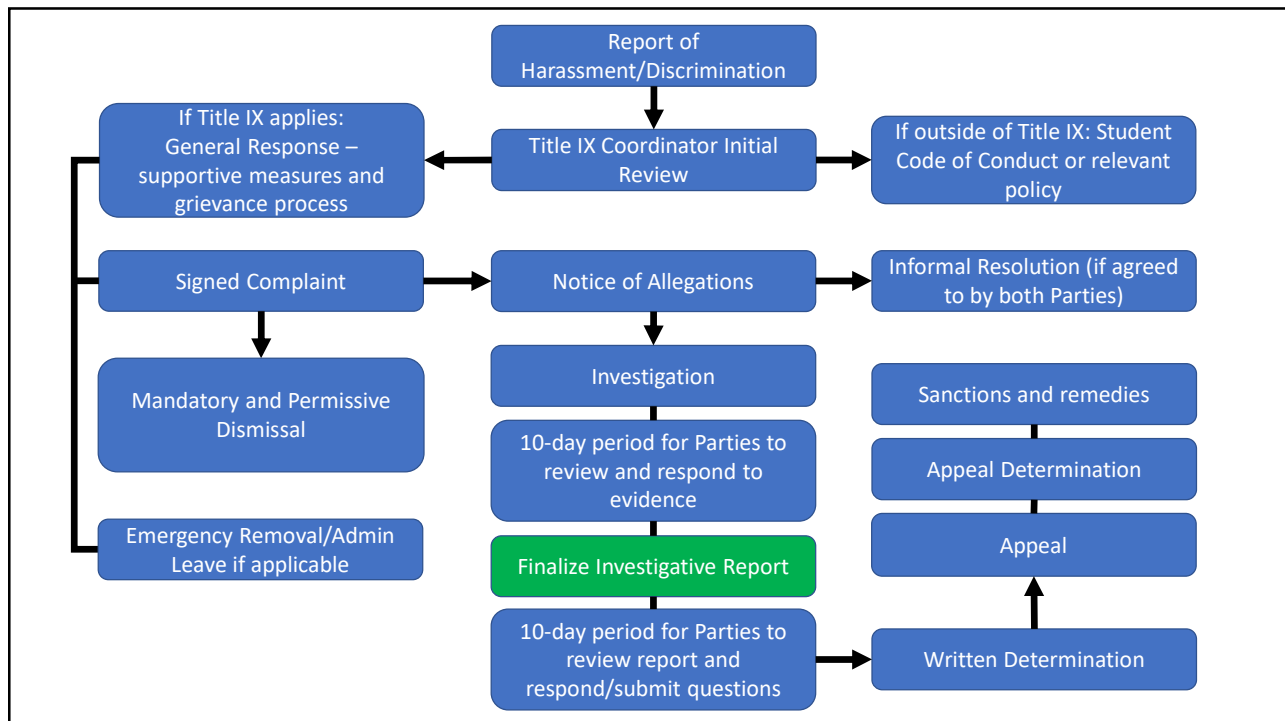 Report of
Harassment/Discrimination
If Title IX applies:
General Response –
supportive measures and
grievance process
Title IX Coordinator Initial
Review
If outside of Title IX: Student
Code of Conduct or relevant
policy
Signed Complaint
Notice of Allegations
Informal Resolution (if agreed
to by both Parties)
Mandatory and Permissive
Dismissal
Investigation
Sanctions and remedies
10-day period for Parties to
review and respond to
evidence
Appeal Determination
Emergency Removal/Admin
Leave if applicable
Finalize Investigative Report
Appeal
10-day period for Parties to
review report and
respond/submit questions
Written Determination